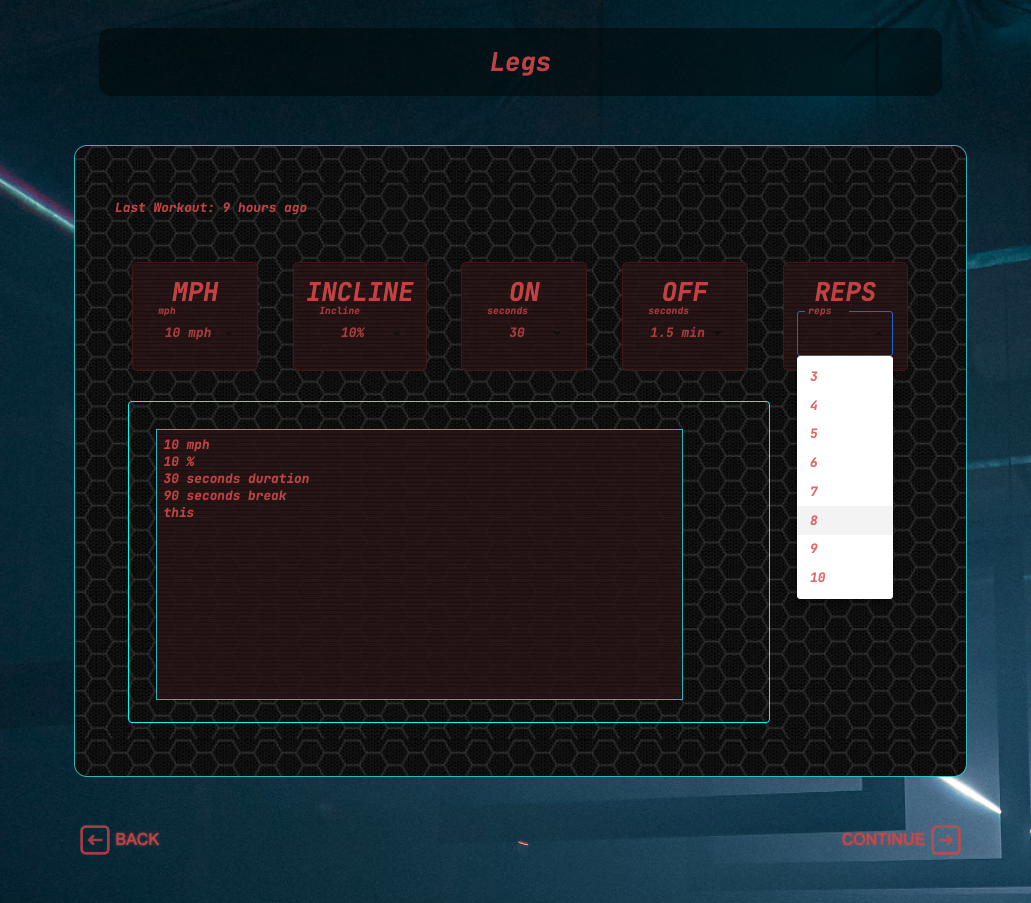 Legs
Last Workout: 9 hours ago
MPH
mph
10 mph
INCLINE
Incline
10%
ON
seconds
30
OFF
seconds
1.5 min
REPS
reps
3
4
5
6
7
8
9
10
10 mph
10 %
30 seconds duration
90 seconds break
this
BACK
CONTINUE